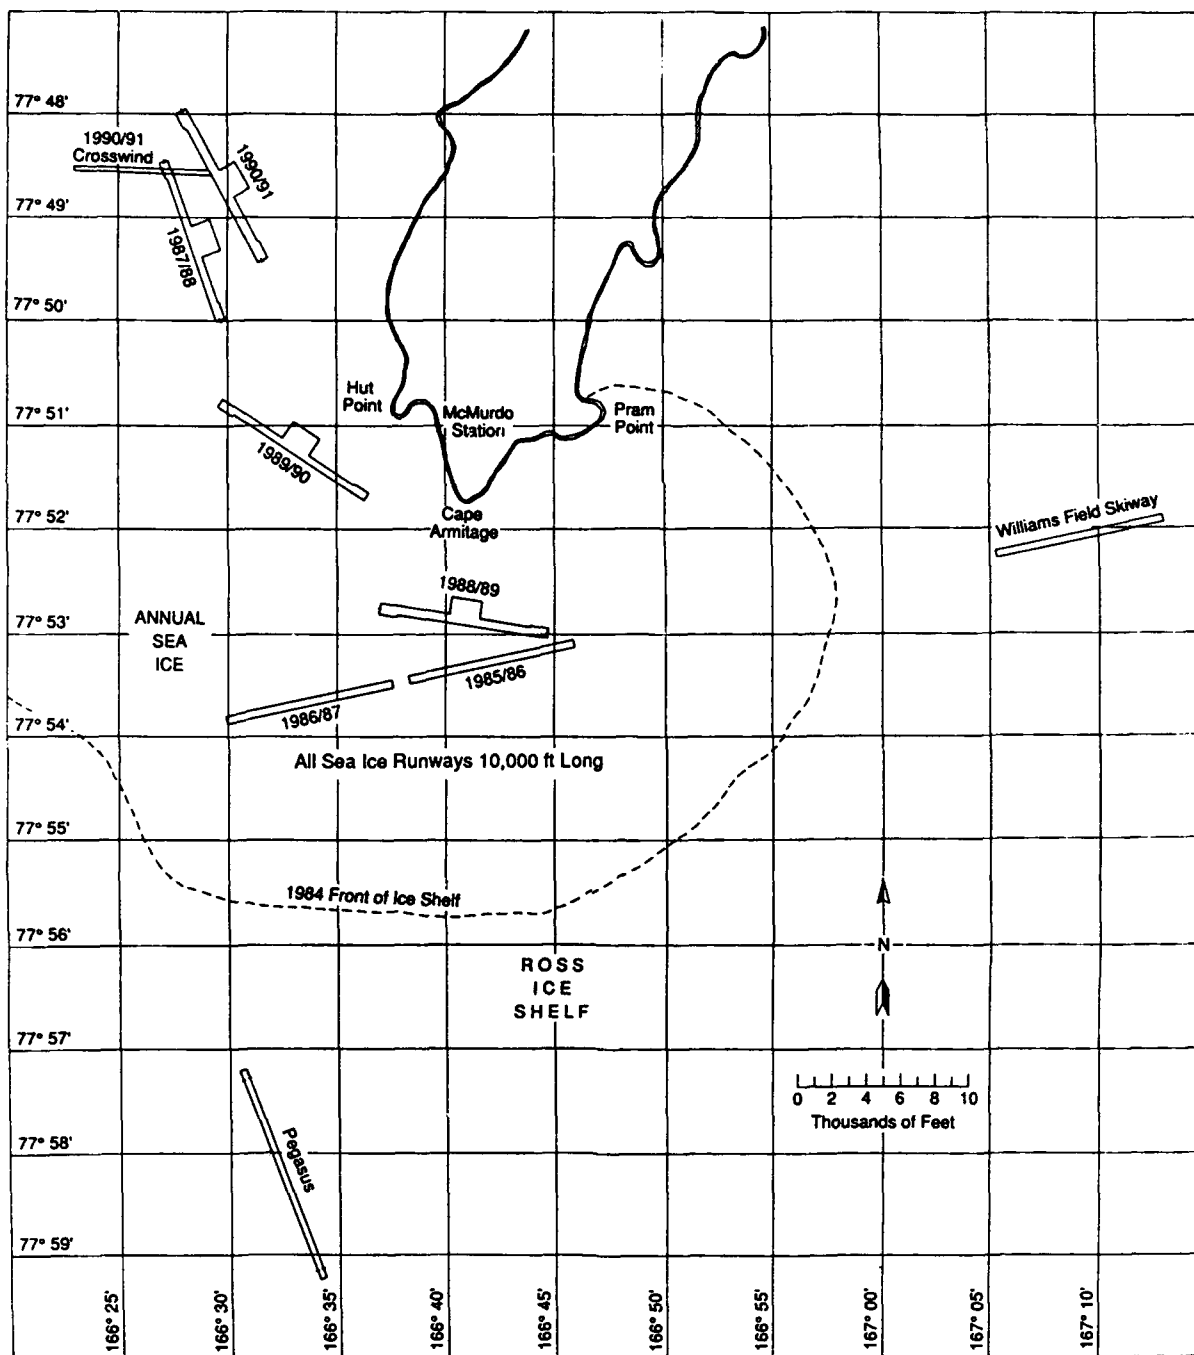 77° 48'
1990/91
Crosswind
1990/91
77° 49'
1987/88
77° 50'
Hut
Point
77° 51'
McMurdo
Station
Pram
Point
1989/90
77° 52'
Cape
Armitage
Williams Field Skiway
1988/89
ANNUAL
SEA
ICE
77° 53'
1985/86
1986/87
77° 54'
All Sea Ice Runways 10,000 ft Long
77° 55'
1984 Front of Ice Shelf
77° 56'
N
ROSS
ICE
SHELF
77° 57'
0 2 4 6 8 10
Thousands of Feet
77° 58'
Pegasus
77° 59'
166° 25'
166° 30'
166° 35'
166° 40'
166° 45'
166° 50'
166° 55'
167° 00'
167° 05'
167° 10'